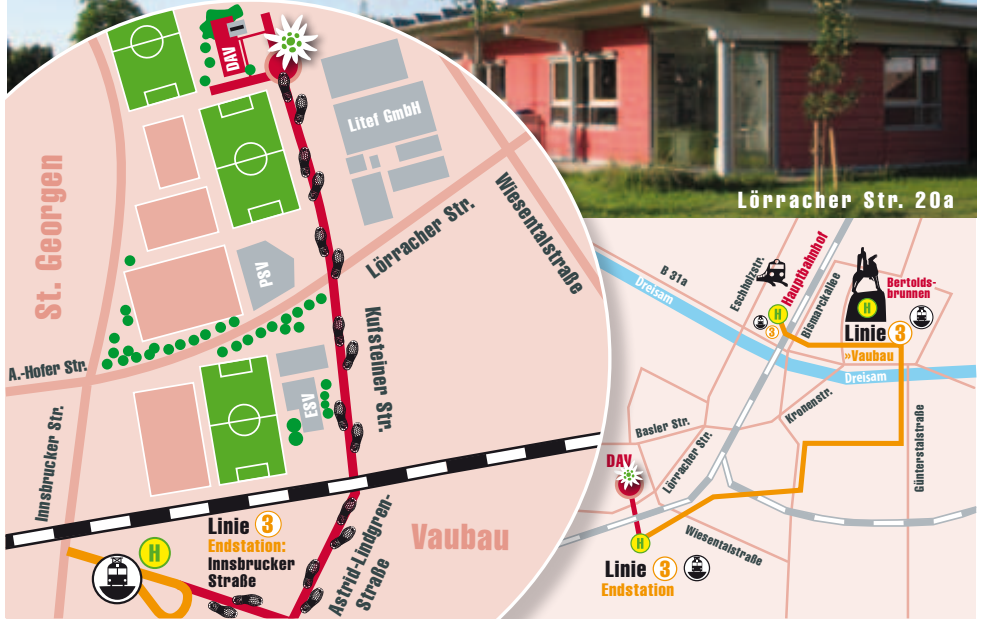 DAV
Litef GmbH
St. Georgen
PSV
Lörracher Str.
Wiesentalstraße
Kufsteiner Str.
A.-Hofer Str.
ESV
Innsbrucker Str.
Linie 3
Endstation:
Innsbrucker
Straße
H
Astrid-Lindgren-
Straße
Vaubau
Lörracher Str. 20a
B 31a
Dreisam
Eschholzstr.
Hauptbahnhof
H
3
Bismarckallee
Bertolds-
brunnen
H
Linie 3
»Vaubau
Dreisam
Kronenstr.
Günterstalstraße
Basler Str.
Lörracher Str.
DAV
H
Wiesentalstraße
Linie 3
Endstation